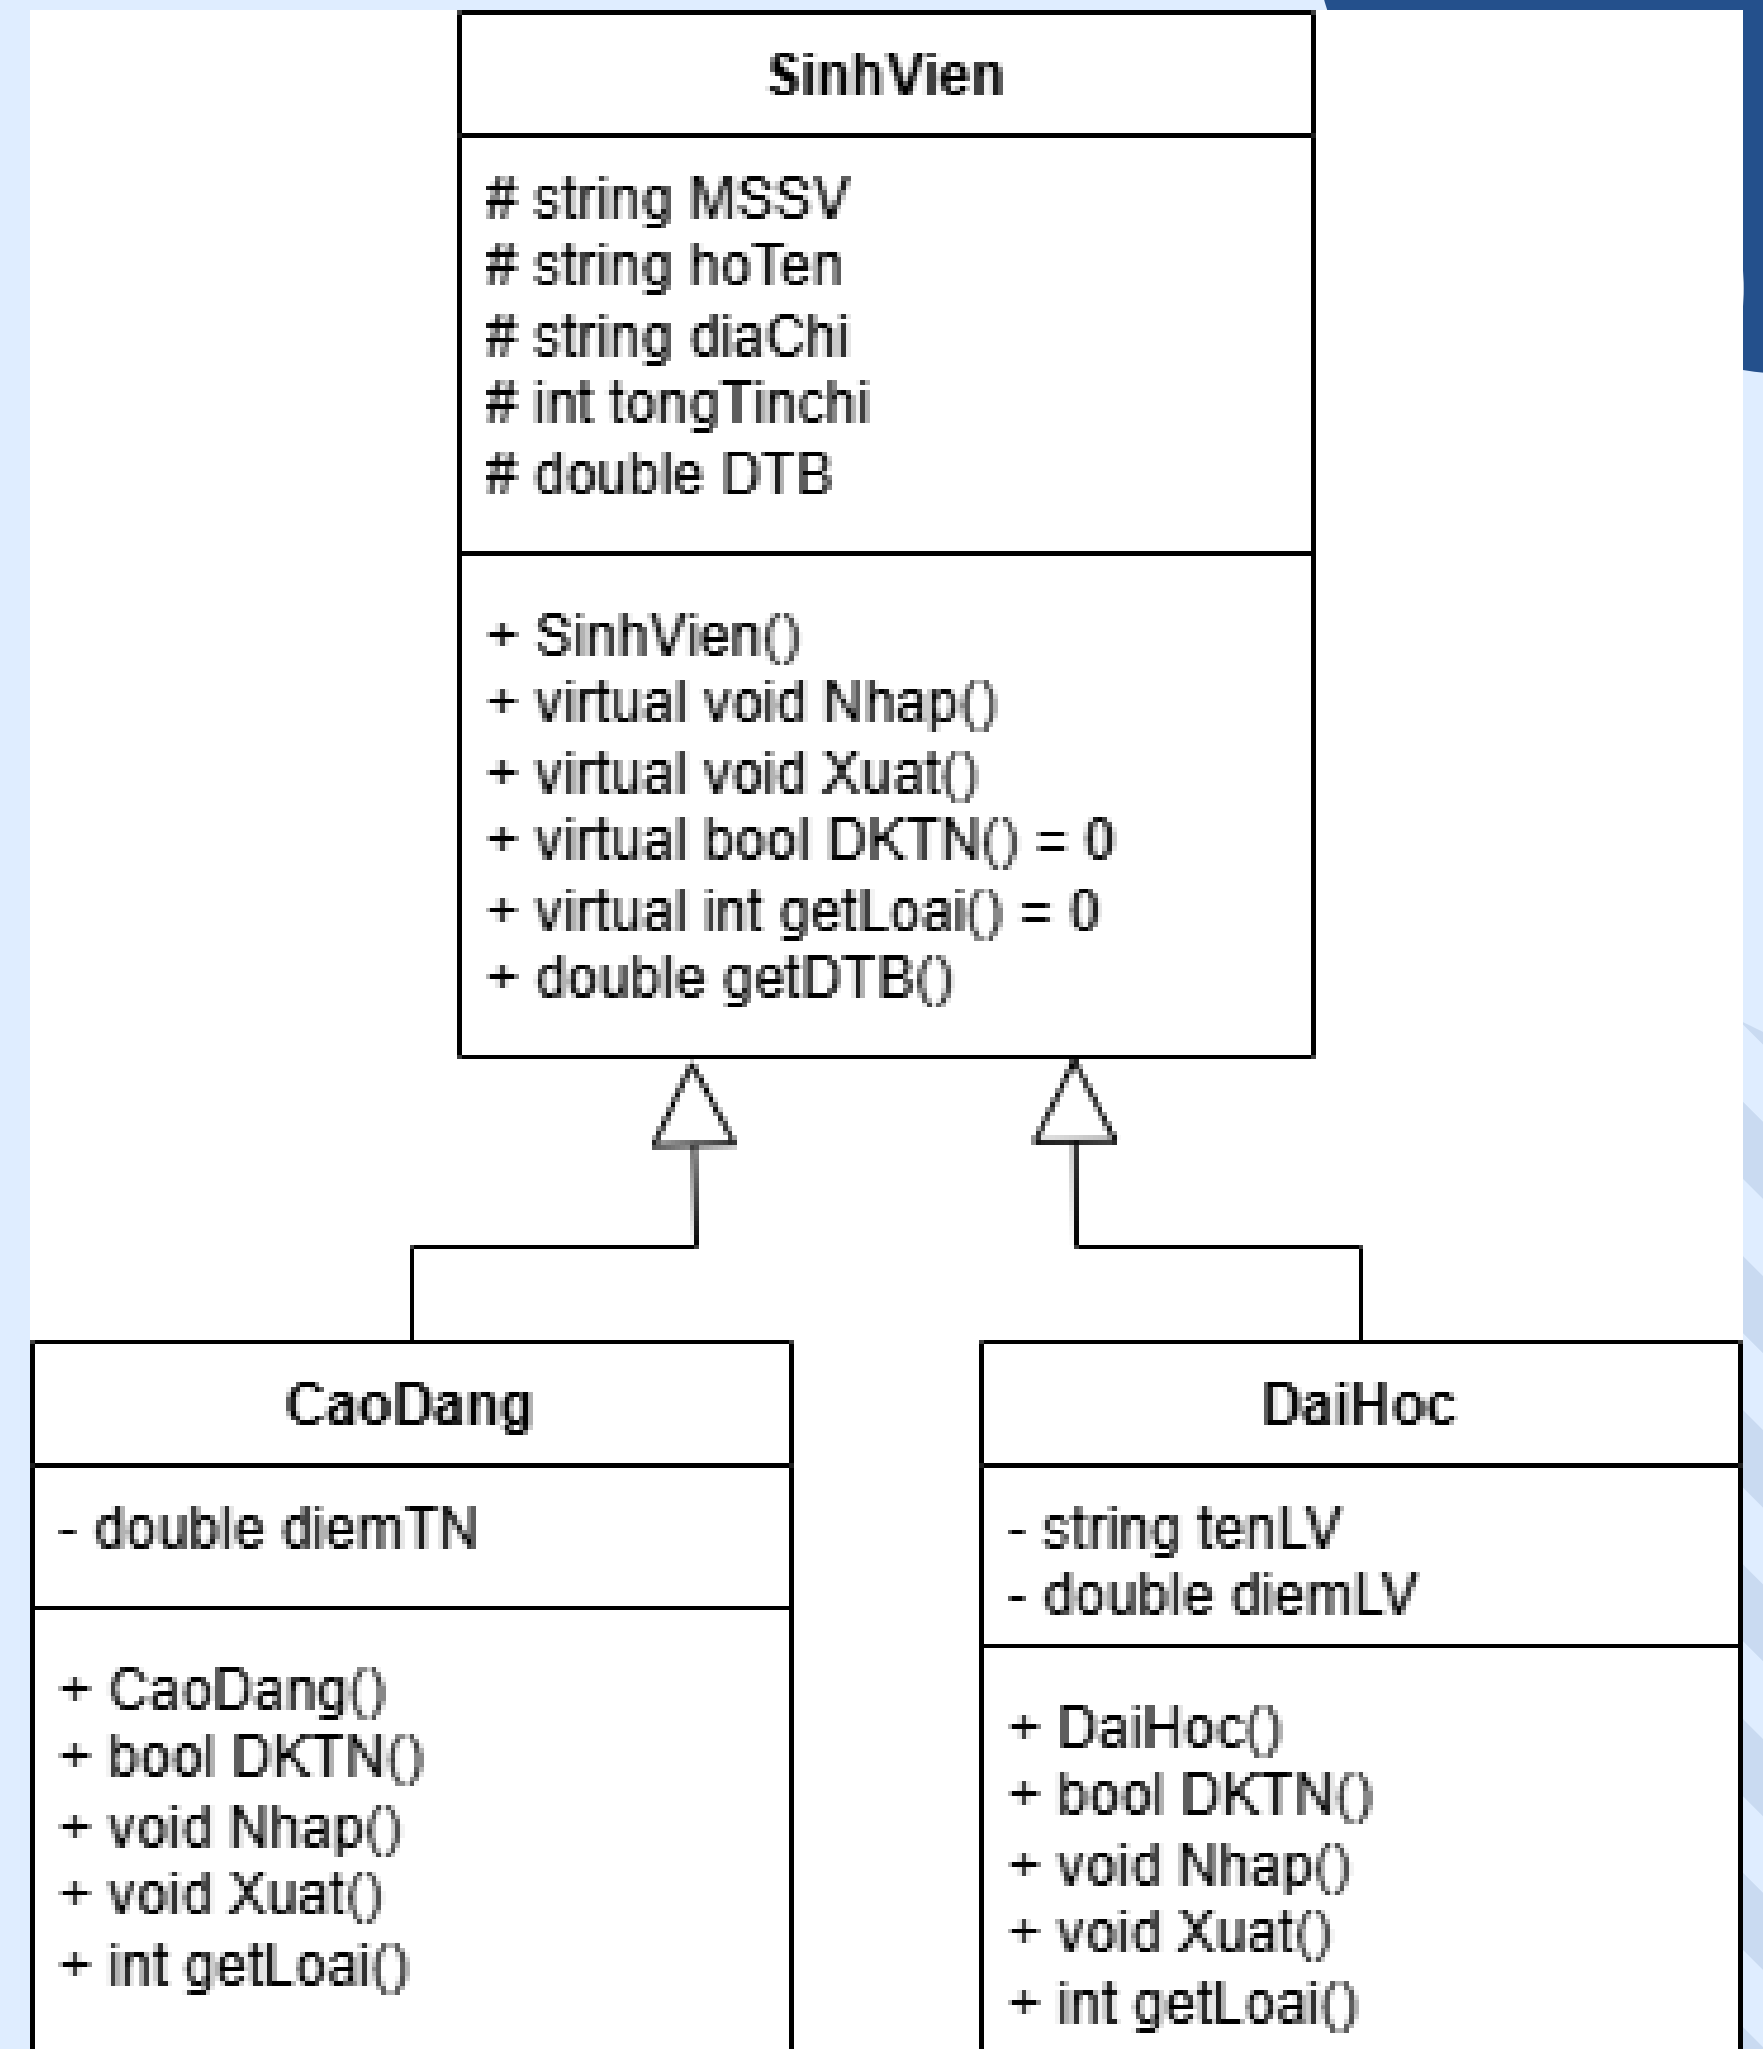 SinhVien
# string MSSV
# string hoTen
# string diaChi
# int tongTinchi
# double DTB
+ SinhVien()
+ virtual void Nhap()
+ virtual void Xuat()
+ virtual bool DKTN() = 0
+ virtual int getLoai() = 0
+ double getDTB()
CaoDang
- double diemTN
+ CaoDang()
+ bool DKTN()
+ void Nhap()
+ void Xuat()
+ int getLoai()
DaiHoc
- string tenLV
- double diemLV
+ DaiHoc()
+ bool DKTN()
+ void Nhap()
+ void Xuat()
+ int getLoai()